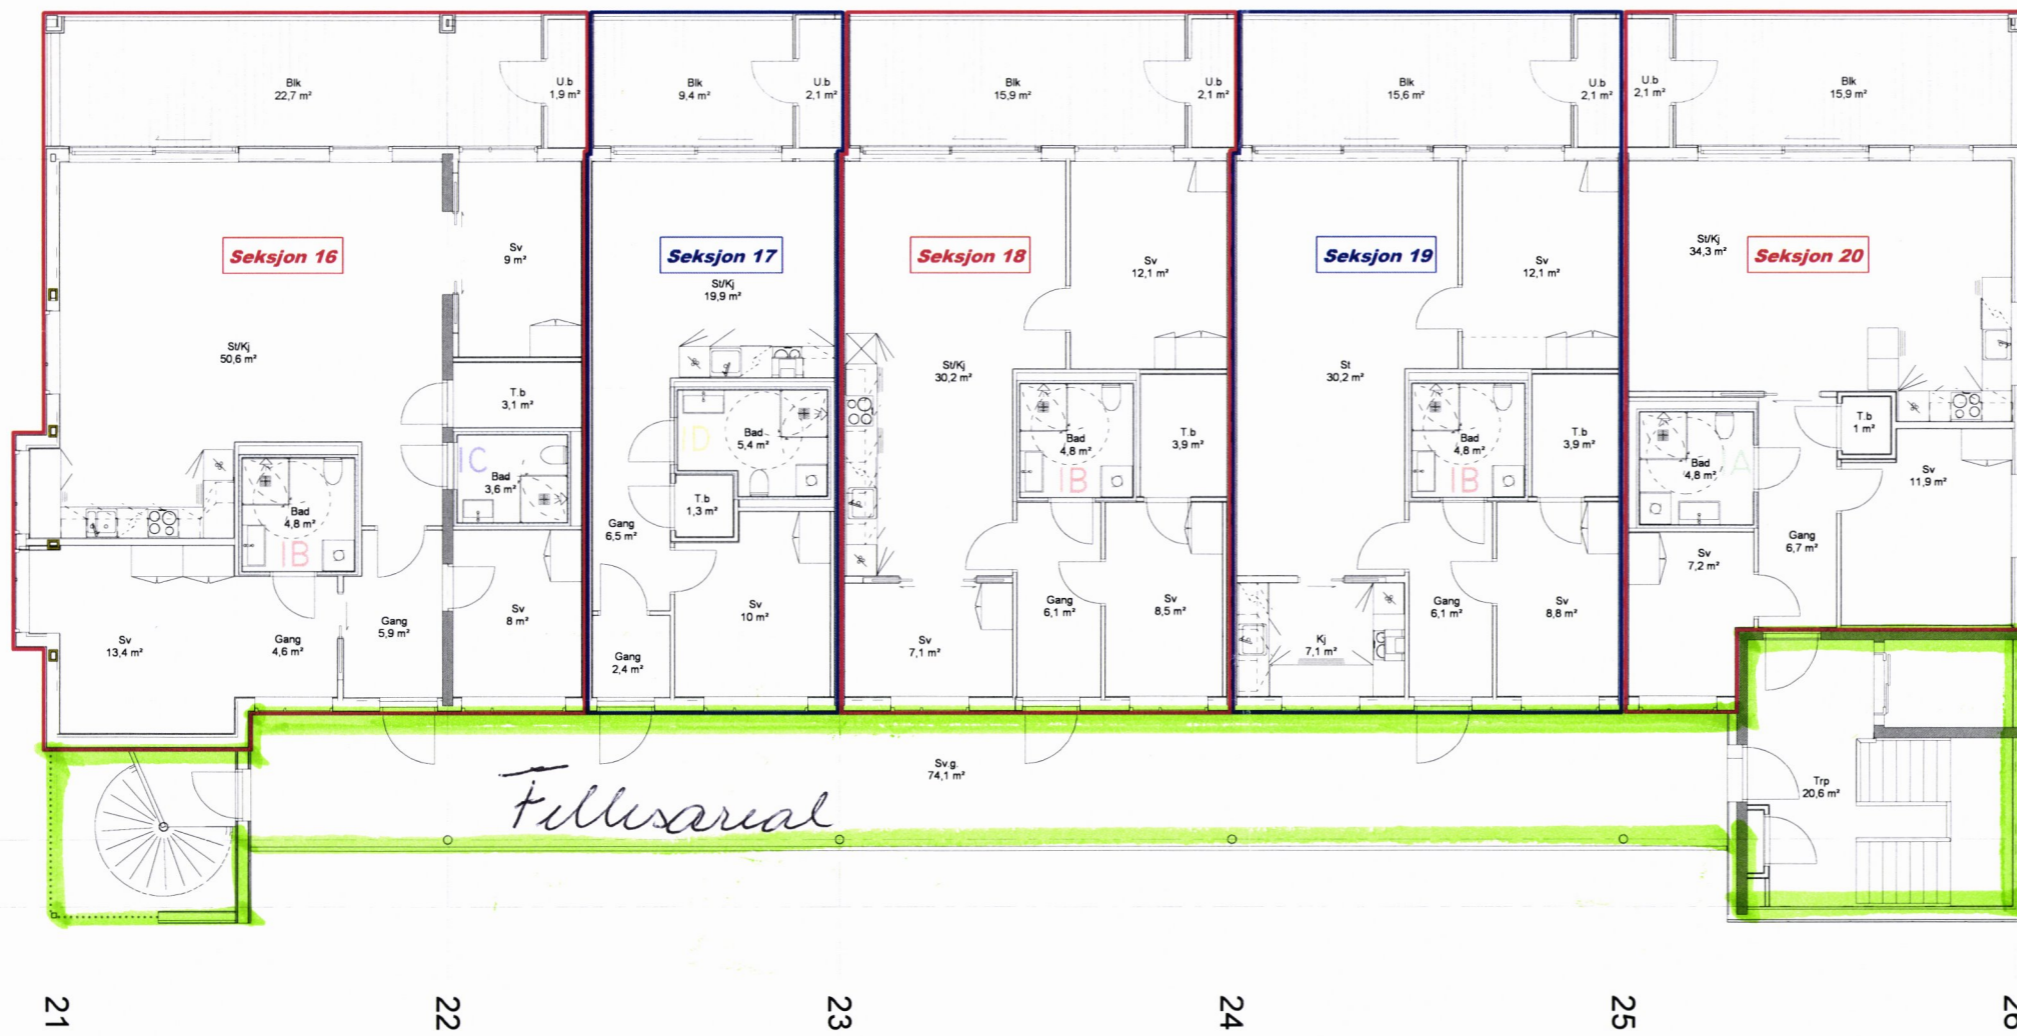 Blk
22,7 m²
U.b
1,9 m²
Blk
9,4 m²
U.b
2,1 m²
Blk
15,9 m²
U.b
2,1 m²
Blk
15,6 m²
U.b
2,1 m²
U.b
2,1 m²
Blk
15,9 m²
Seksjon 16
Sv
9 m²
St/Kj
50,6 m²
T.b
3,1 m²
IC
Bad
3,6 m²
Bad
4,8 m²
IB
Sv
13,4 m²
Gang
4,6 m²
Gang
5,9 m²
Sv
8 m²
Seksjon 17
St/Kj
19,9 m²
D
Bad
5,4 m²
T.b
1,3 m²
Gang
6,5 m²
Sv
10 m²
Gang
2,4 m²
Seksjon 18
Sv
12,1 m²
St/Kj
30,2 m²
Bad
4,8 m²
IB
T.b
3,9 m²
Gang
6,1 m²
Sv
8,5 m²
Sv
7,1 m²
Seksjon 19
Sv
12,1 m²
St
30,2 m²
Bad
4,8 m²
IB
T.b
3,9 m²
Gang
6,1 m²
Sv
8,8 m²
Kj
7,1 m²
St/Kj
34,3 m²
Seksjon 20
T.b
1 m²
Bad
4,8 m²
A
Sv
11,9 m²
Gang
6,7 m²
Sv
7,2 m²
Sv.g.
74,1 m²
Fellesareal
Trp
20,6 m²
21
22
23
24
25
26